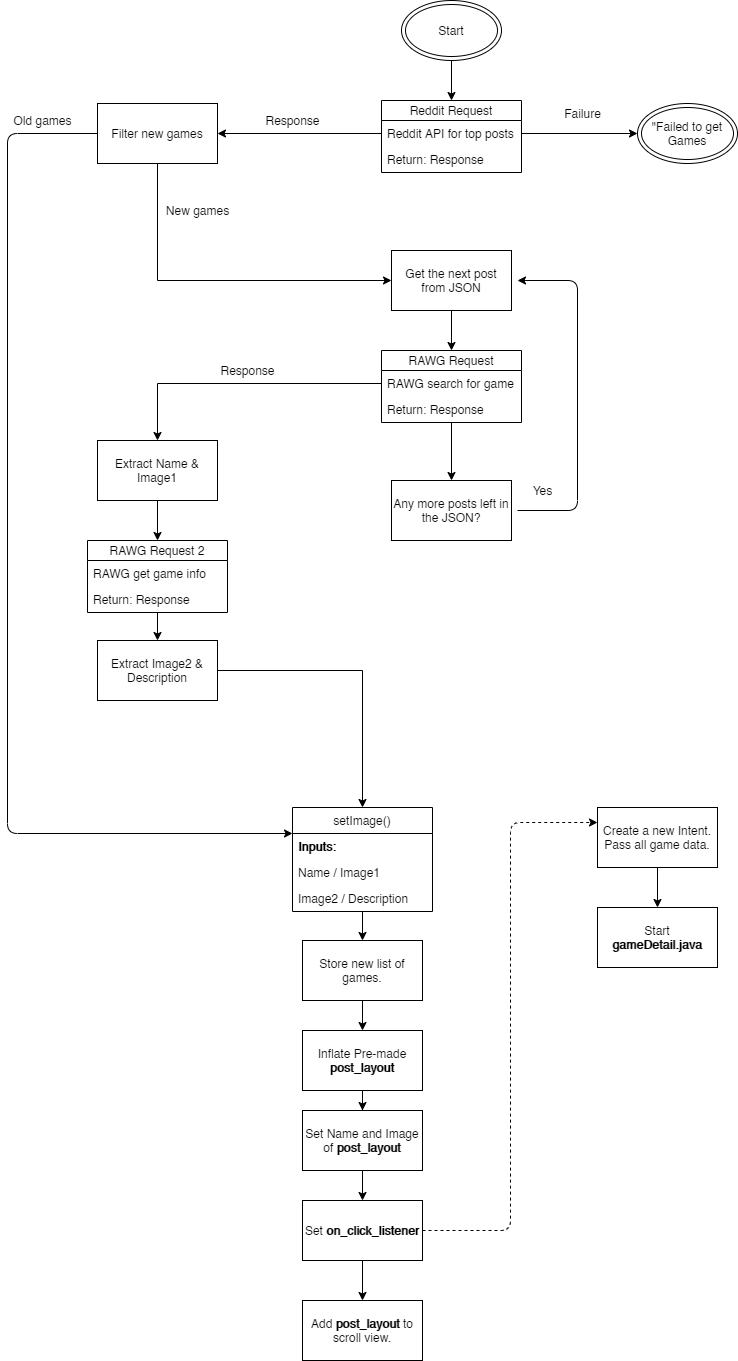 Start
Old games
Filter new games
Response
Reddit Request
Reddit API for top posts
Return: Response
Failure
"Failed to get
Games
New games
Get the next post
from JSON
Response
RAWG Request
RAWG search for game
Return: Response
Extract Name &
Image1
Any more posts left in
the JSON?
Yes
RAWG Request 2
RAWG get game info
Return: Response
Extract Image2 &
Description
setImage()
Inputs:
Name / Image1
Image2 / Description
Create a new Intent.
Pass all game data.
Start
gameDetail.java
Store new list of
games.
Inflate Pre-made
post_layout
Set Name and Image
of post_layout
Set on_click_listener
Add post_layout to
scroll view.